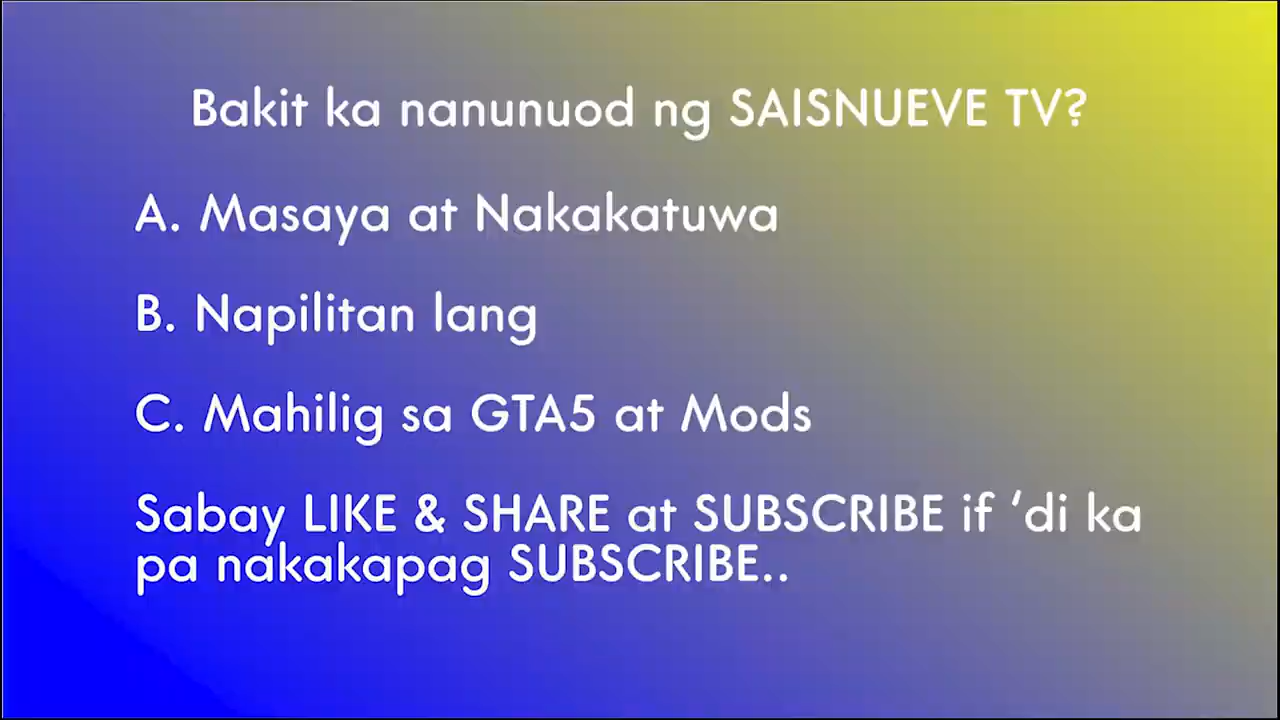 Bakit ka nanunuod ng SAISNUEVE TV?
A. Masaya at Nakakatuwa
B. Napilitan lang
C. Mahilig sa GTA5 at Mods
Sabay LIKE & SHARE at SUBSCRIBE if ‘di ka
pa nakakapag SUBSCRIBE..